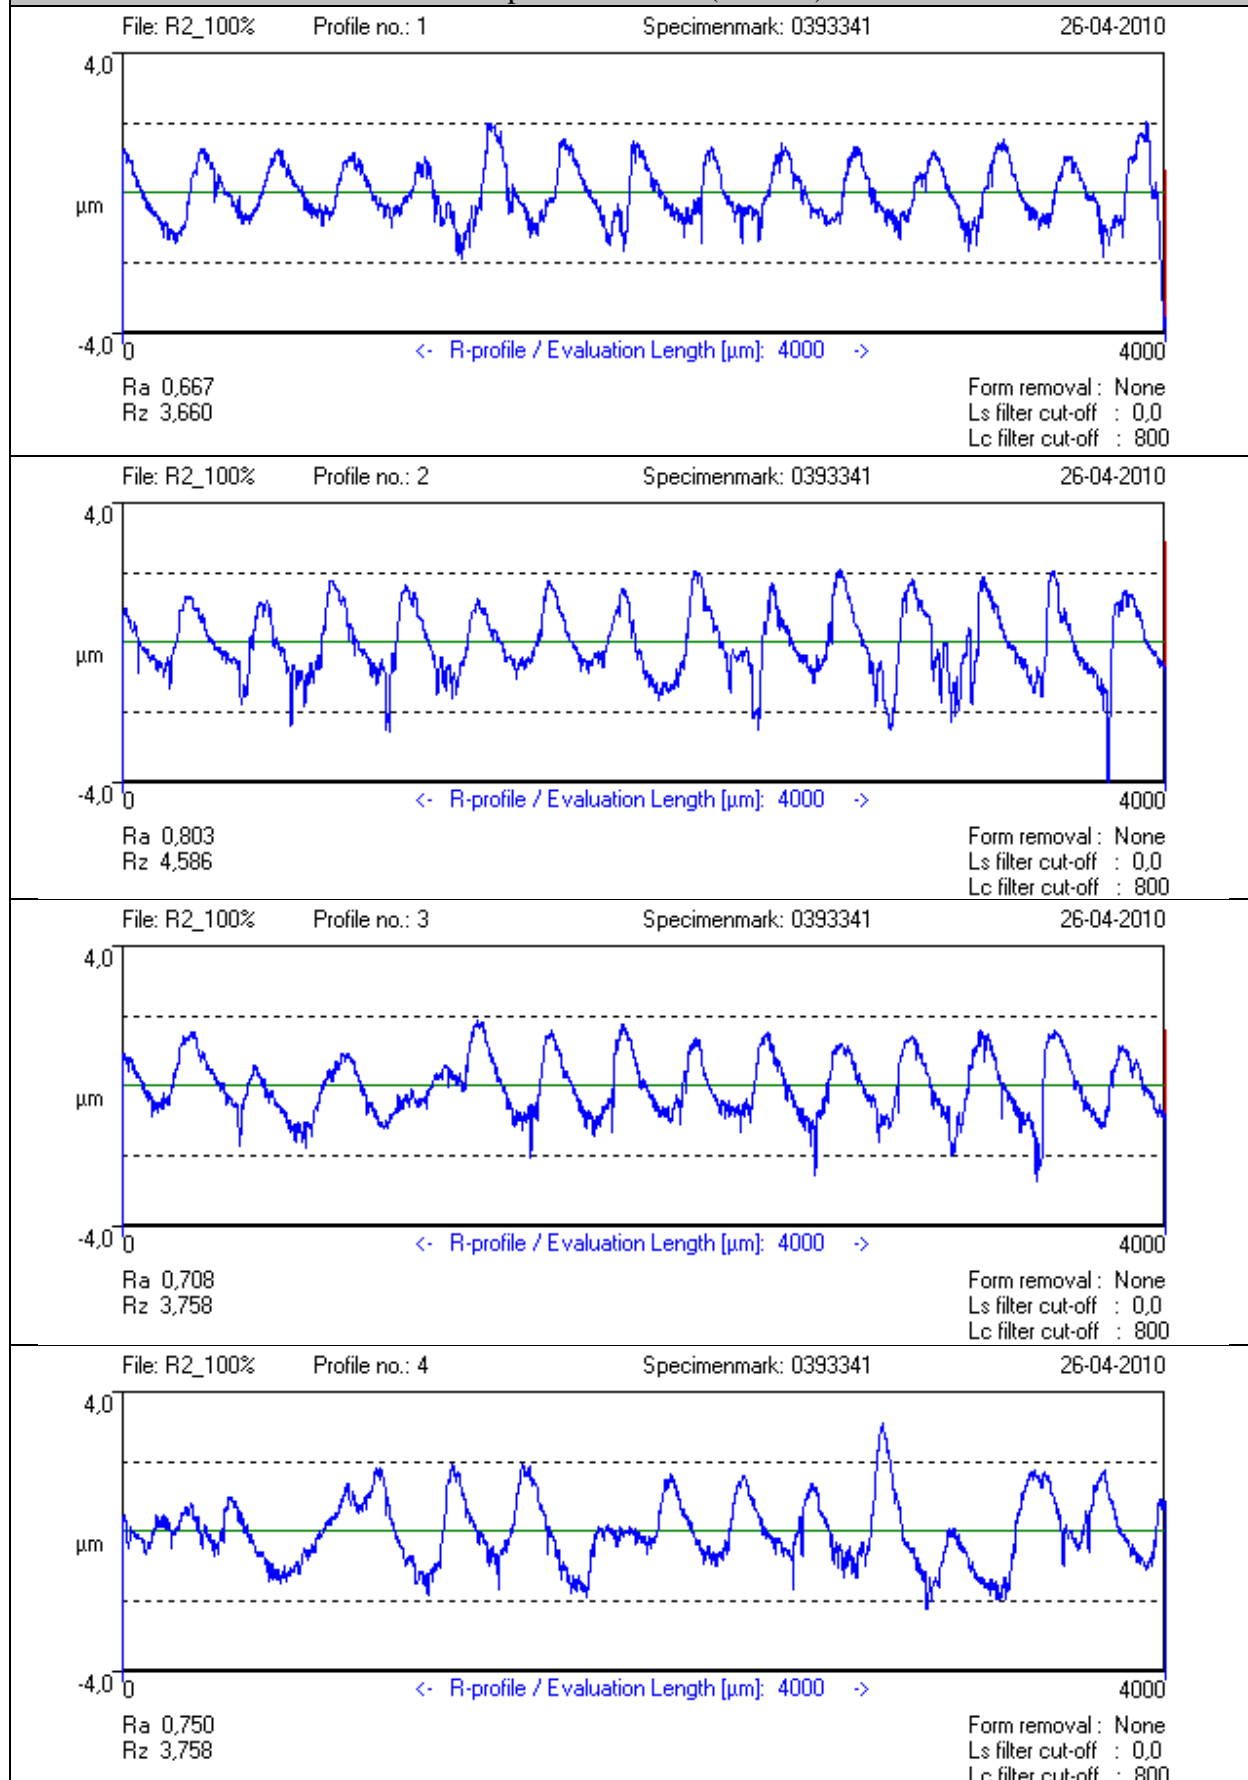 File: R2_100% Profile no.: 1 Specimenmark: 0393341 26-04-2010
4,0
µm
-4,0 0 <- R-profile / Evaluation Length [µm]: 4000 -> 4000
Ra 0,667 Form removal : None
Rz 3,660 Ls filter cut-off : 0,0
Lc filter cut-off : 800
File: R2_100% Profile no.: 2 Specimenmark: 0393341 26-04-2010
4,0
µm
-4,0 0 <- R-profile / Evaluation Length [µm]: 4000 -> 4000
Ra 0,803 Form removal : None
Rz 4,586 Ls filter cut-off : 0,0
Lc filter cut-off : 800
File: R2_100% Profile no.: 3 Specimenmark: 0393341 26-04-2010
4,0
µm
-4,0 0 <- R-profile / Evaluation Length [µm]: 4000 -> 4000
Ra 0,708 Form removal : None
Rz 3,758 Ls filter cut-off : 0,0
Lc filter cut-off : 800
File: R2_100% Profile no.: 4 Specimenmark: 0393341 26-04-2010
4,0
µm
-4,0 0 <- R-profile / Evaluation Length [µm]: 4000 -> 4000
Ra 0,750 Form removal : None
Rz 3,758 Ls filter cut-off : 0,0
Lc filter cut-off : 800